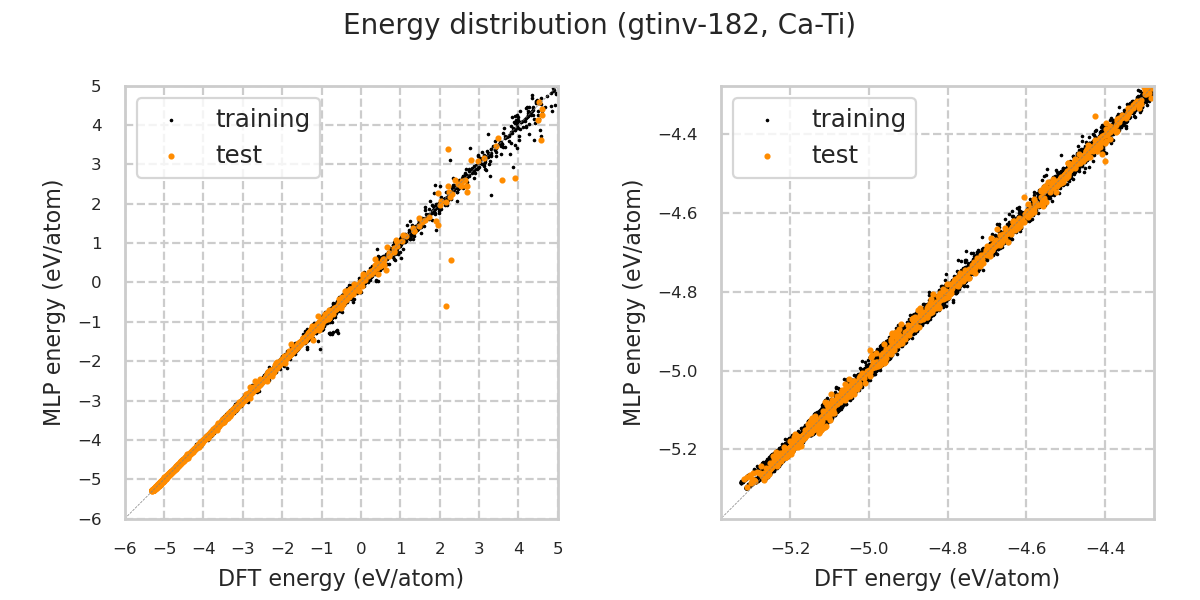 Energy distribution (gtinv-182, Ca-Ti)
training
test
5
4
3
2
1
0
−1
−2
−3
−4
−5
−6
−6 −5 −4 −3 −2 −1 0 1 2 3 4 5
MLP energy (eV/atom)
DFT energy (eV/atom)
training
test
−4.4
−4.6
−4.8
−5.0
−5.2
−5.2 −5.0 −4.8 −4.6 −4.4
MLP energy (eV/atom)
DFT energy (eV/atom)